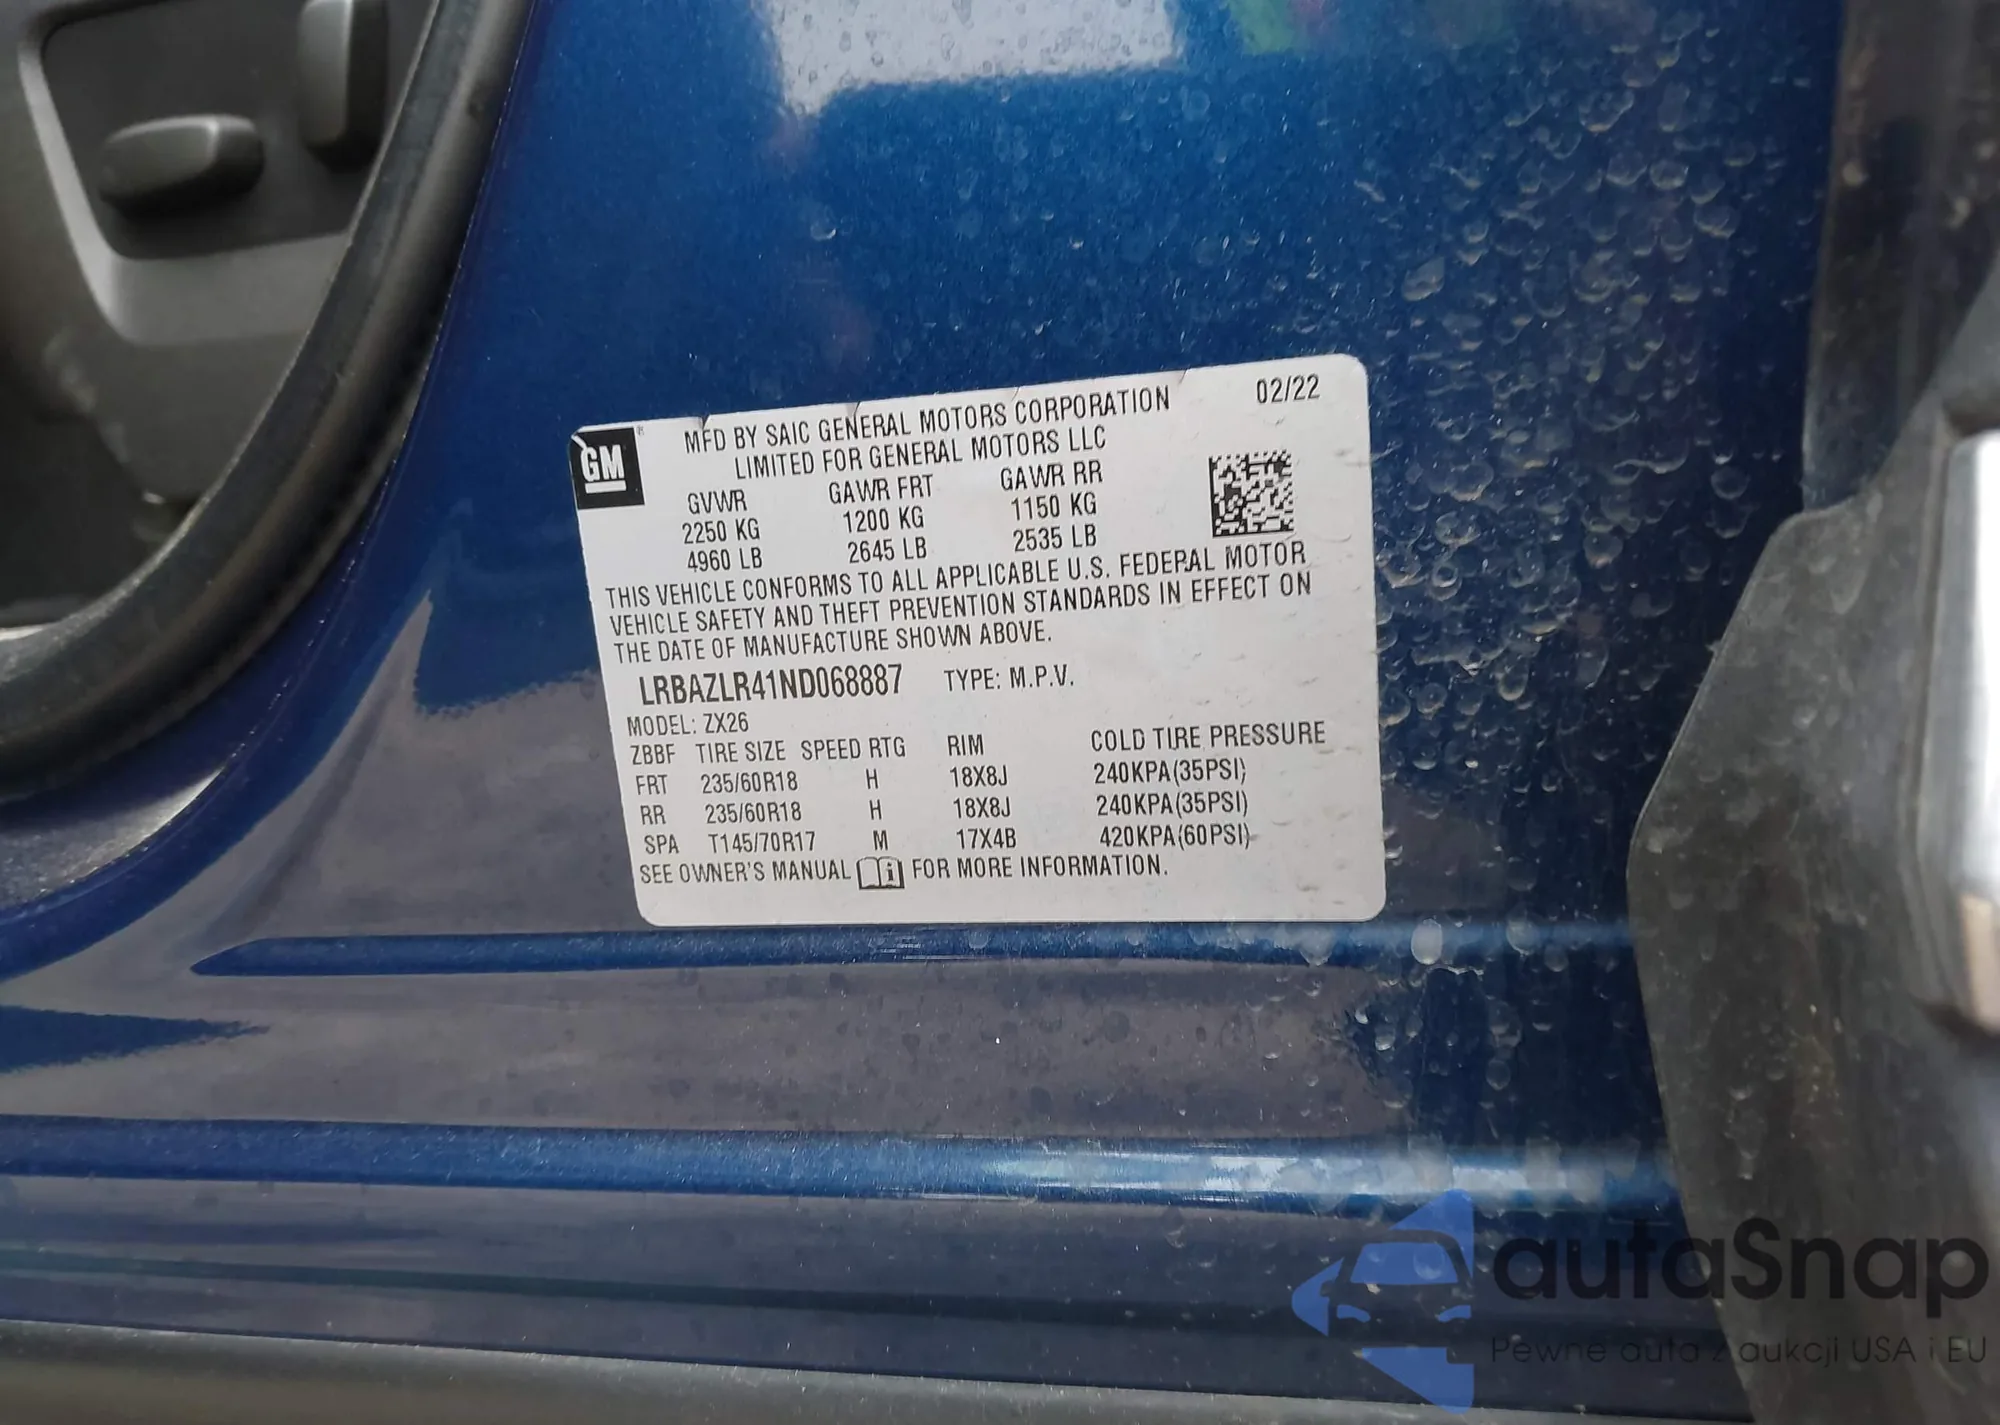 GM
MFD BY SAIC GENERAL MOTORS CORPORATION 02/22
LIMITED FOR GENERAL MOTORS LLC
GVWR GAWR FRT GAWR RR
2250 KG 1200 KG 1150 KG
4960 LB 2645 LB 2535 LB
THIS VEHICLE CONFORMS TO ALL APPLICABLE U.S. FEDERAL MOTOR
VEHICLE SAFETY AND THEFT PREVENTION STANDARDS IN EFFECT ON
THE DATE OF MANUFACTURE SHOWN ABOVE.
LRBAZLR41ND068887 TYPE: M.P.V.
MODEL: ZX26
ZBBF TIRE SIZE SPEED RTG RIM COLD TIRE PRESSURE
FRT 235/60R18 H 18X8J 240KPA(35PSI)
RR 235/60R18 H 18X8J 240KPA(35PSI)
SPA T145/70R17 M 17X4B 420KPA(60PSI)
SEE OWNER'S MANUAL FOR MORE INFORMATION.
autaSnap
Pewne auta z aukcji USA i EU